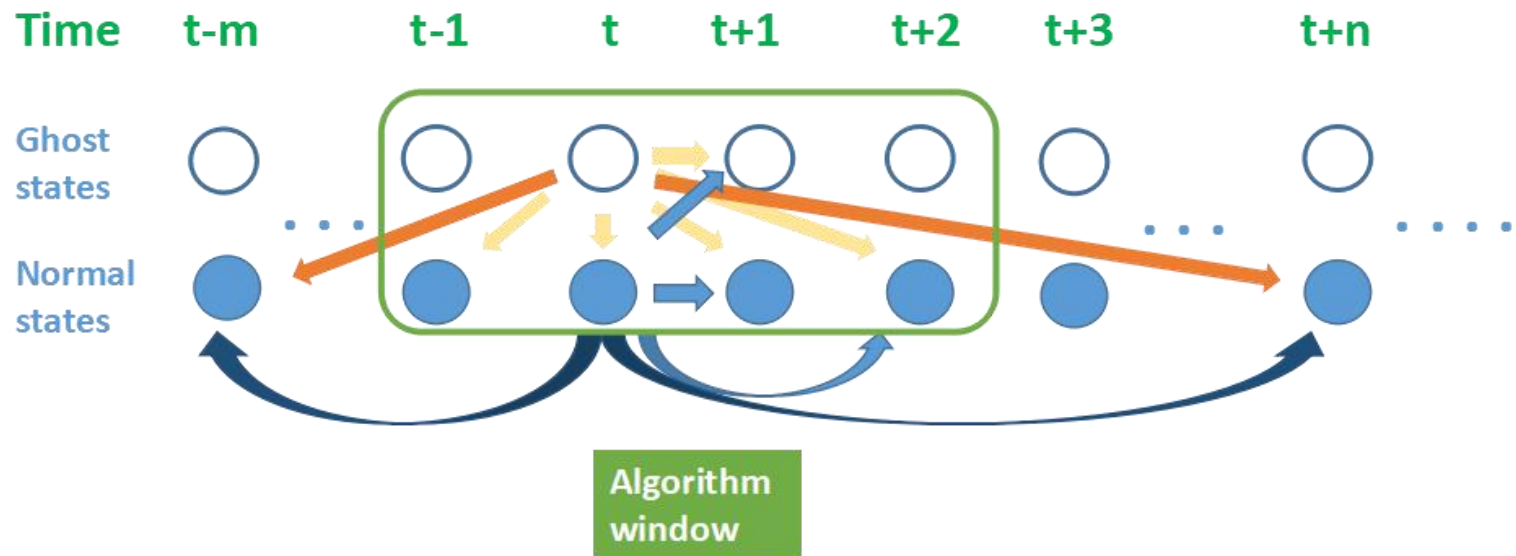 Time t-m t-1 t t+1 t+2 t+3 t+n
Ghost
states
Normal
states
Algorithm
window